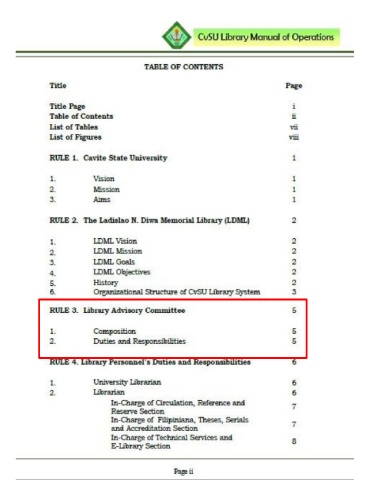 CvSU Library Manual of Operations
TABLE OF CONTENTS
Title Page
Title Page i
Table of Contents ii
List of Tables vii
List of Figures viii
RULE 1. Cavite State University 1
1. Vision 1
2. Mission 1
3. Aims 1
RULE 2. The Ladislao N. Diwa Memorial Library (LDML) 2
1. LDML Vision 2
2. LDML Mission 2
3. LDML Goals 2
4. LDML Objectives 2
5. History 2
6. Organizational Structure of CvSU Library System 3
RULE 3. Library Advisory Committee 5
1. Composition 5
2. Duties and Responsibilities 5
RULE 4. Library Personnel's Duties and Responsibilities 6
1. University Librarian 6
2. Librarian 6
In-Charge of Circulation, Reference and
Reserve Section 7
In-Charge of Filipiniana, Theses, Serials
and Accreditation Section 7
In-Charge of Technical Services and
E-Library Section 8
Page ii